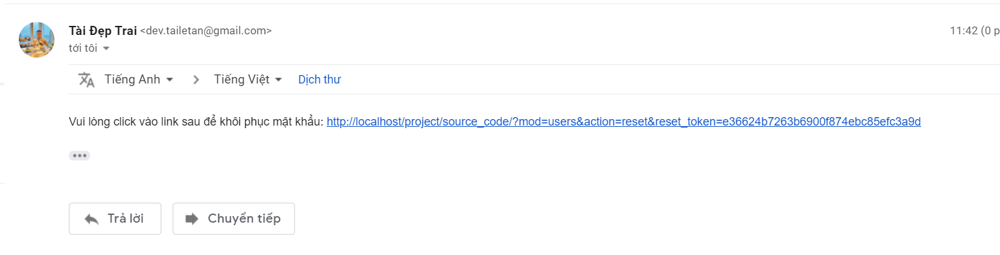 Tài Đẹp Trai <dev.tailetan@gmail.com>
11:42 (0 p
tới tôi
Tiếng Anh > Tiếng Việt Dịch thư
Vui lòng click vào link sau để khôi phục mật khẩu: http://localhost/project/source_code/?mod=users&action=reset&reset_token=e36624b7263b6900f874ebc85efc3a9d
Trả lời
Chuyển tiếp